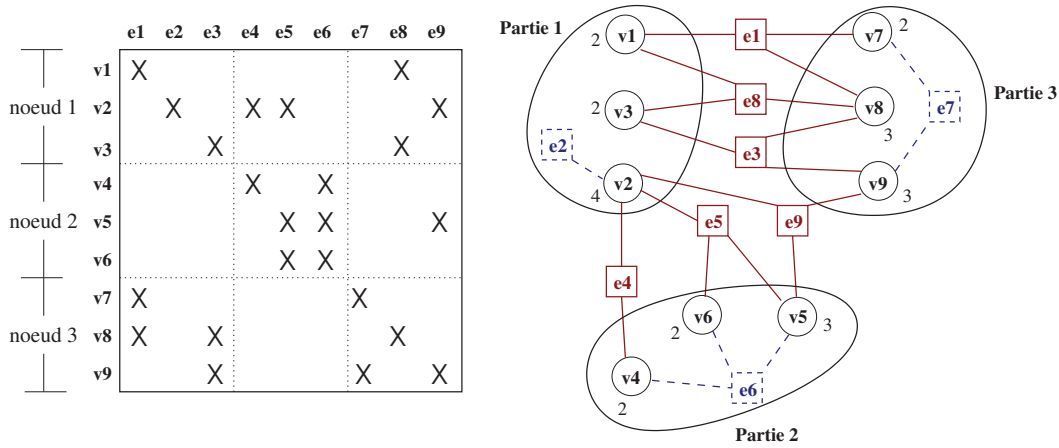 e1 e2 e3 e4 e5 e6 e7 e8 e9
v1 X X
noeud 1 v2 X X X X
v3 X X
v4 X X
noeud 2 v5 X X X
v6 X X
v7 X X
noeud 3 v8 X X X
v9 X X X
Partie 1
2 v1 e1 v7 2
e8
2 v3 v8 3 e7
Partie 3
e2 e3
4 v2 v9 3
e5 e9
e4
2 v6 v5 3
2 v4 e6
Partie 2